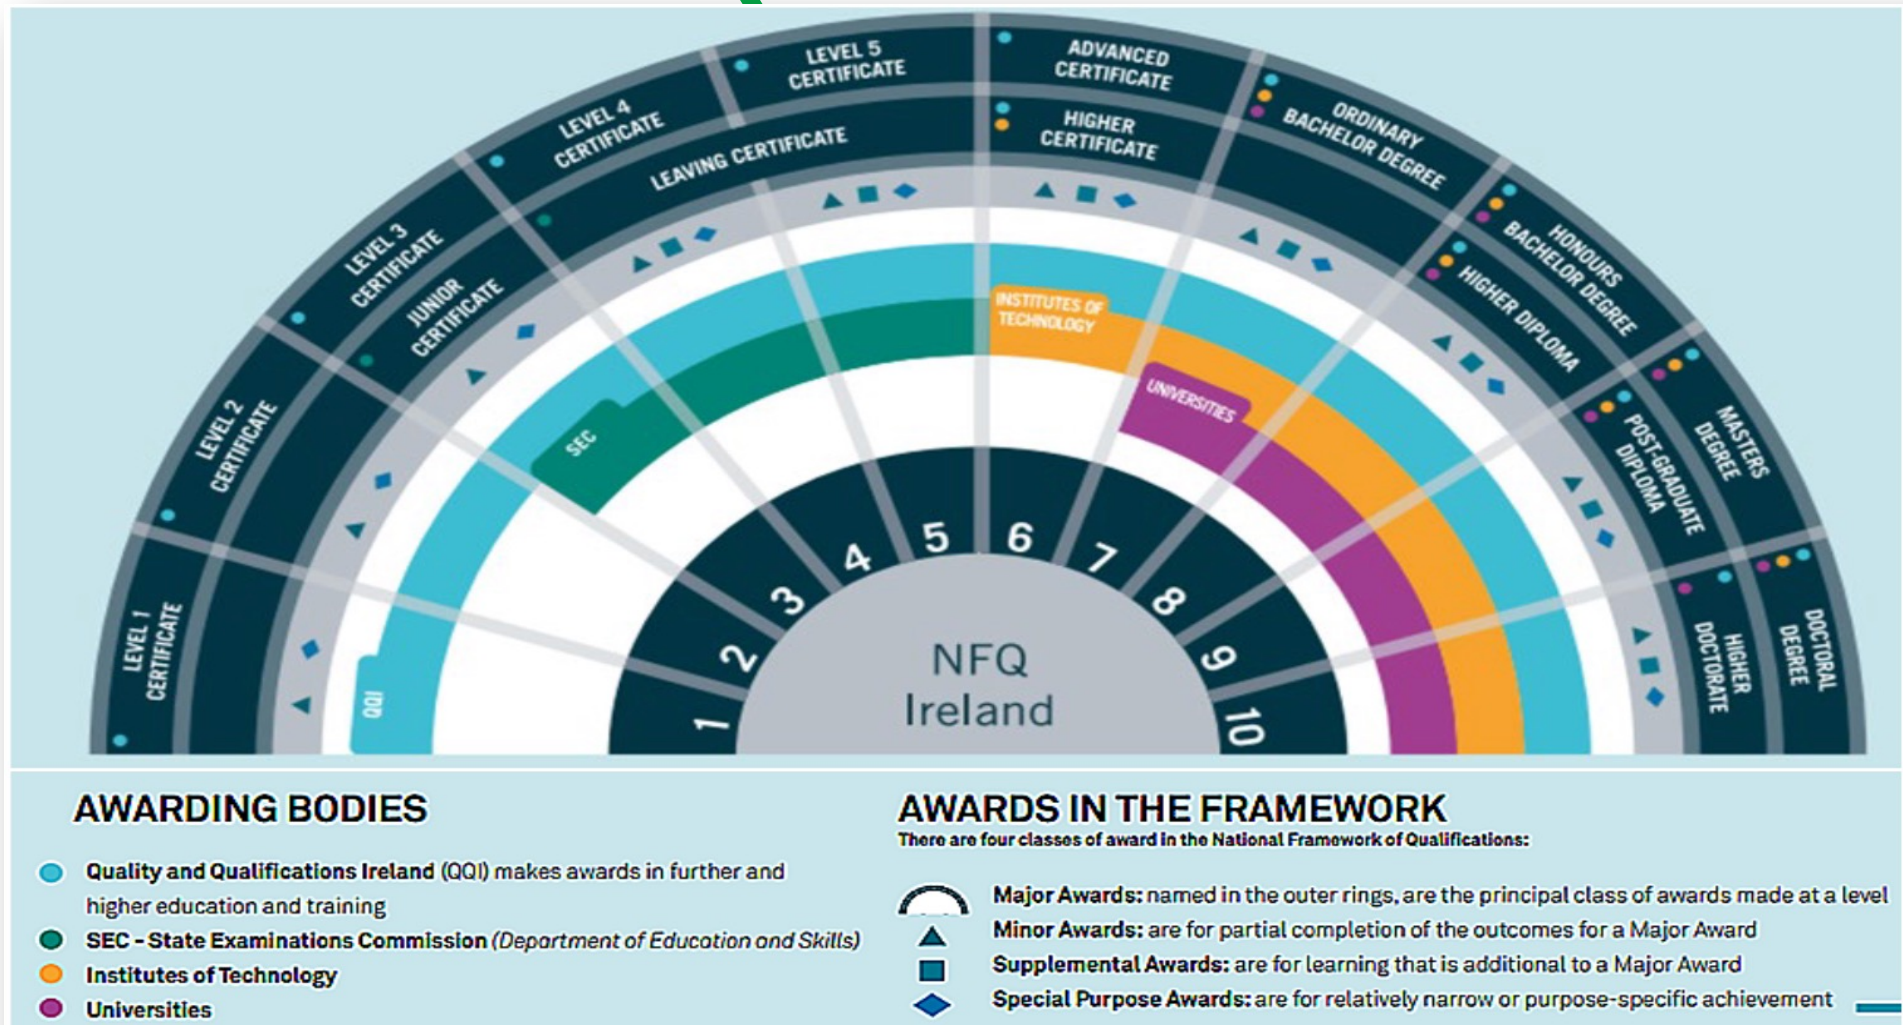 LEVEL 1
CERTIFICATE
LEVEL 2
CERTIFICATE
LEVEL 3
CERTIFICATE
JUNIOR
CERTIFICATE
LEVEL 4
CERTIFICATE
LEVEL 5
CERTIFICATE
LEAVING CERTIFICATE
ADVANCED
CERTIFICATE
HIGHER
CERTIFICATE
ORDINARY
BACHELOR DEGREE
HONOURS
BACHELOR DEGREE
HIGHER DIPLOMA
MASTERS
DEGREE
POST-GRADUATE
DIPLOMA
DOCTORAL
DEGREE
HIGHER
DOCTORATE
QQI
SEC
INSTITUTES OF
TECHNOLOGY
UNIVERSITIES
1
2
3
4
5
6
7
8
9
10
NFQ
Ireland
AWARDING BODIES
Quality and Qualifications Ireland (QQI) makes awards in further and
higher education and training
SEC - State Examinations Commission (Department of Education and Skills)
Institutes of Technology
Universities
AWARDS IN THE FRAMEWORK
There are four classes of award in the National Framework of Qualifications:
Major Awards: named in the outer rings, are the principal class of awards made at a level
Minor Awards: are for partial completion of the outcomes for a Major Award
Supplemental Awards: are for learning that is additional to a Major Award
Special Purpose Awards: are for relatively narrow or purpose-specific achievement